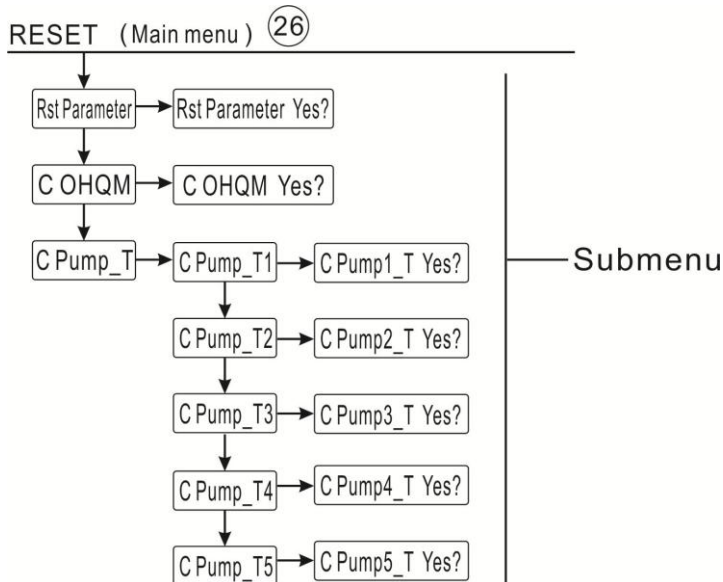 RESET (Main menu) 26
Rst Parameter Rst Parameter Yes?
C OHQM C OHQM Yes?
C Pump_T C Pump_T1 C Pump1_T Yes?
Submenu
C Pump_T2 C Pump2_T Yes?
C Pump_T3 C Pump3_T Yes?
C Pump_T4 C Pump4_T Yes?
C Pump_T5 C Pump5_T Yes?